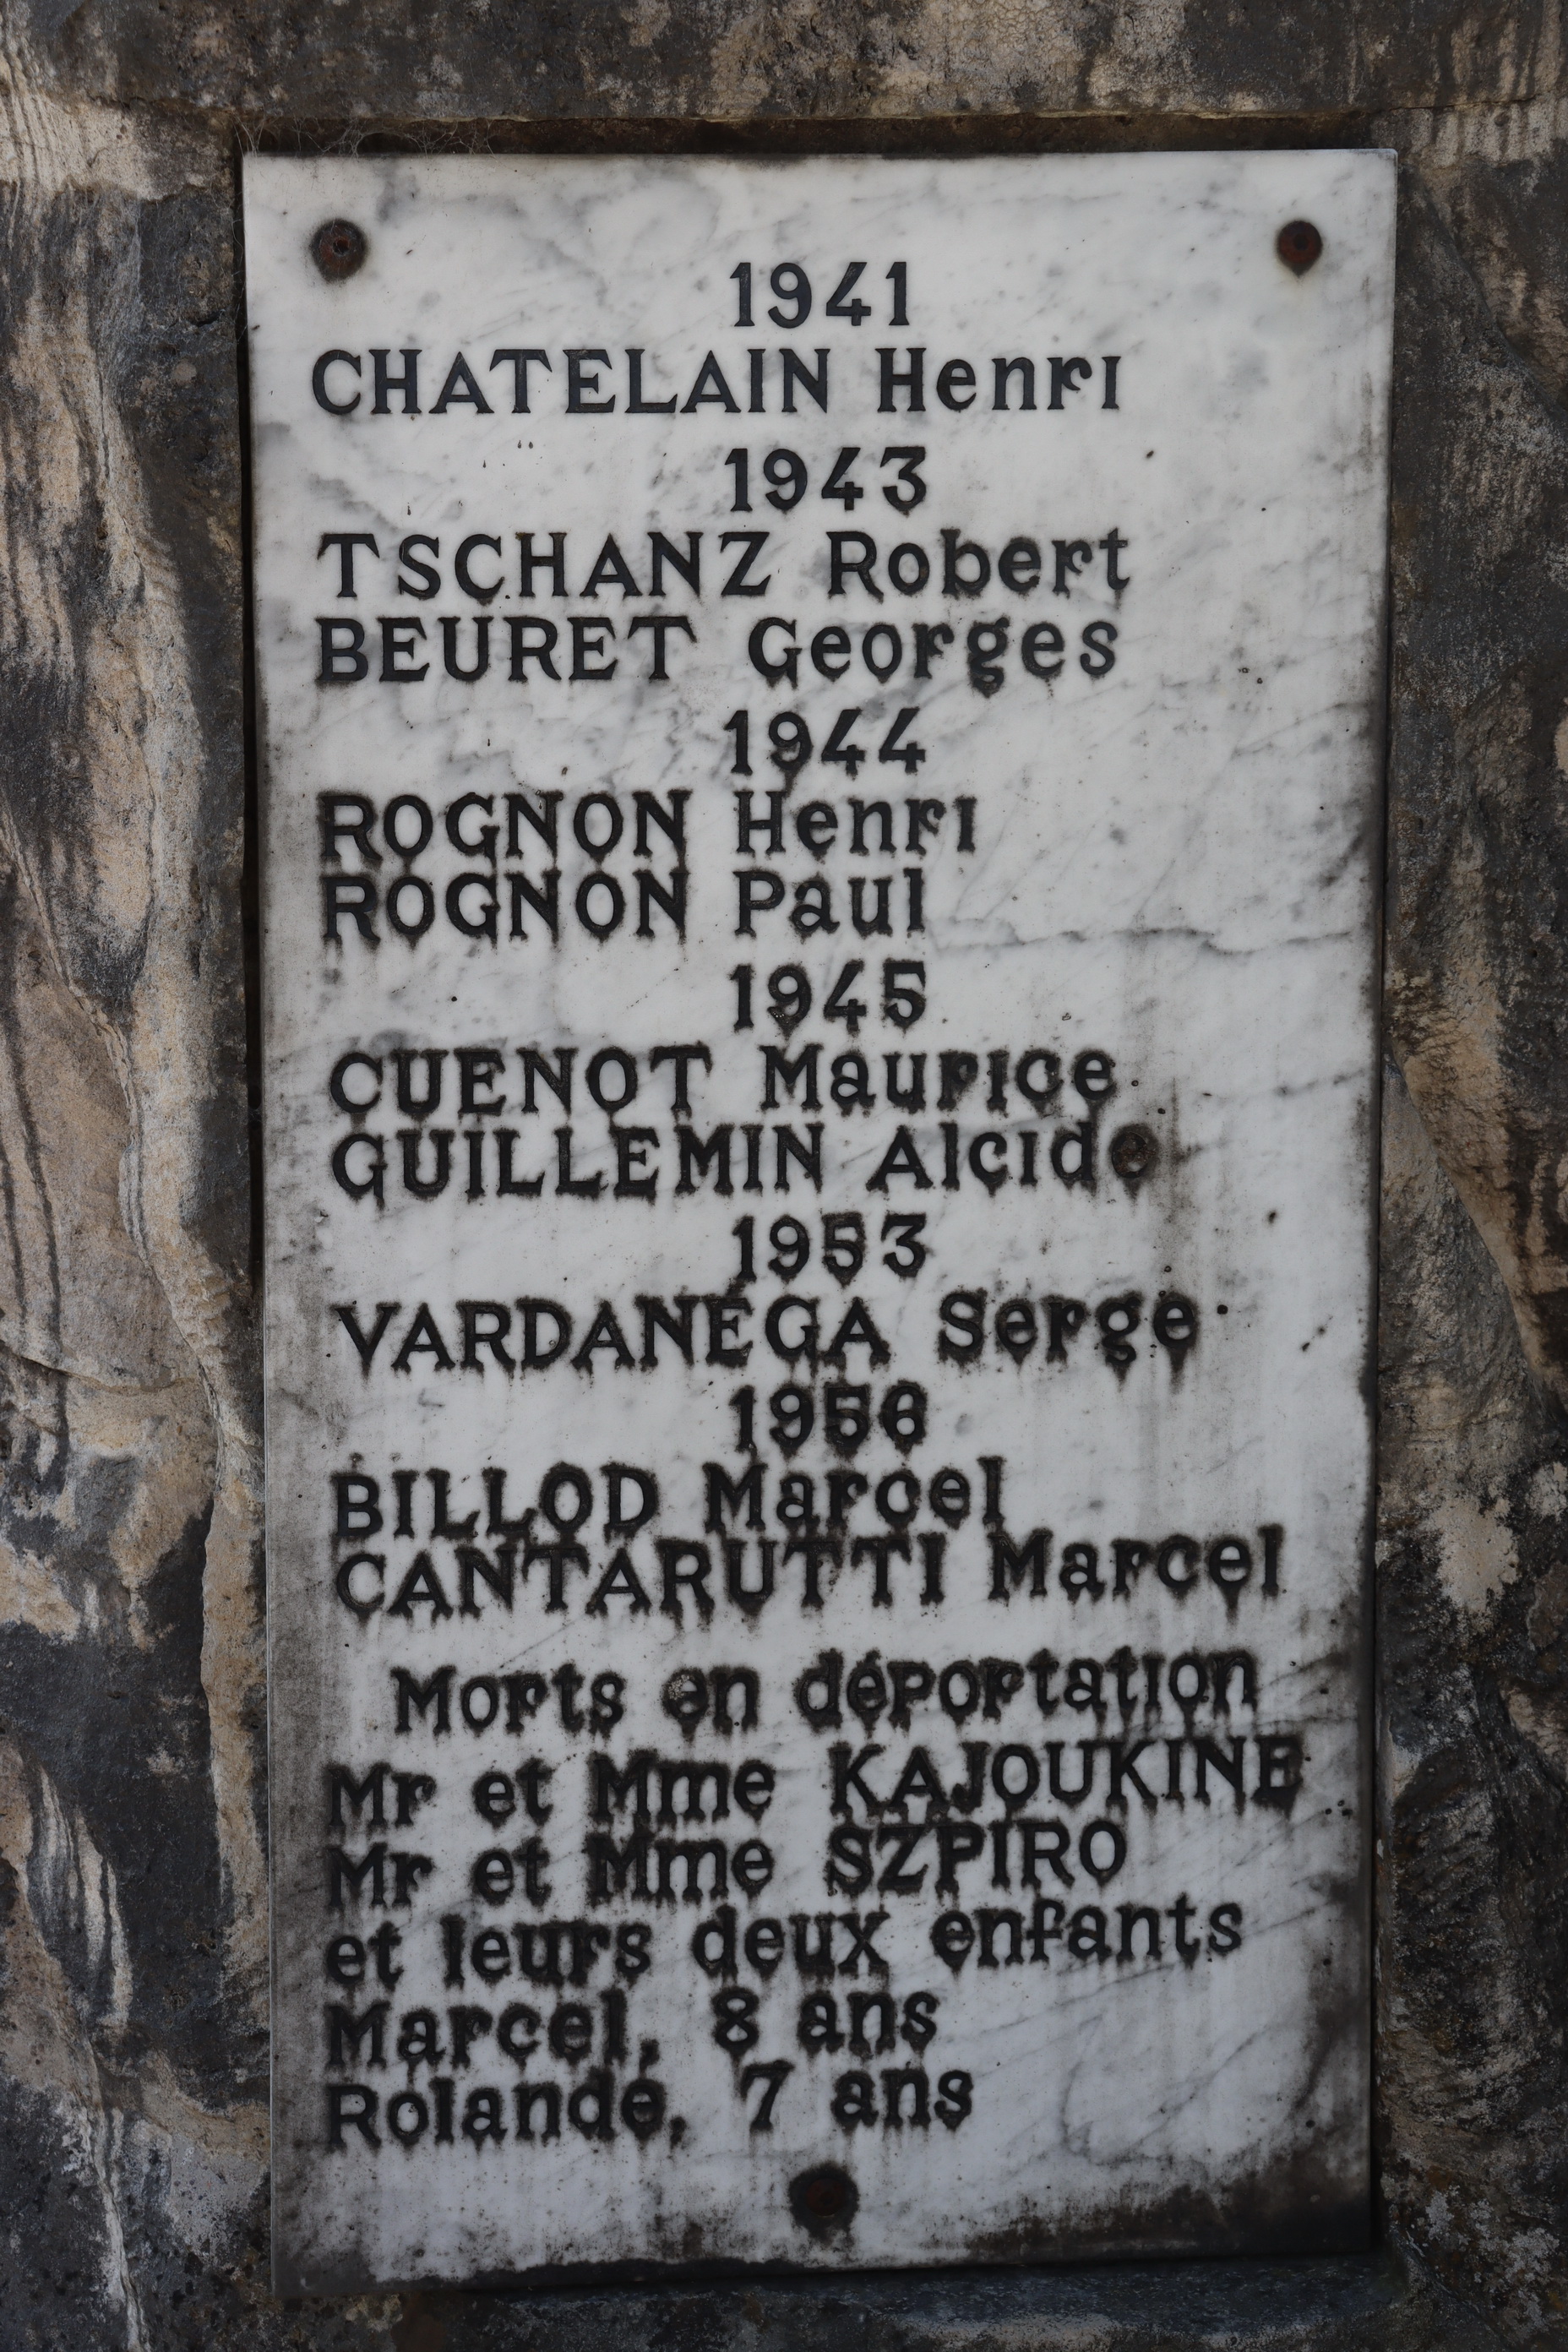 1941
CHATELAIN Henri
1943
TSCHANZ Robert
BEURET Georges
1944
ROGNON Henri
ROGNON Paul
1945
CUENOT Maurice
GUILLEMIN Alcide
1953
VARDANÉGA Serge
1956
BILLOD Marcel
CANTARUTTI Marcel
Morts en déportation
Mr et Mme KAJOUKINE
Mr et Mme SZPIRO
et leurs deux enfants
Marcel, 8 ans
Rolande, 7 ans